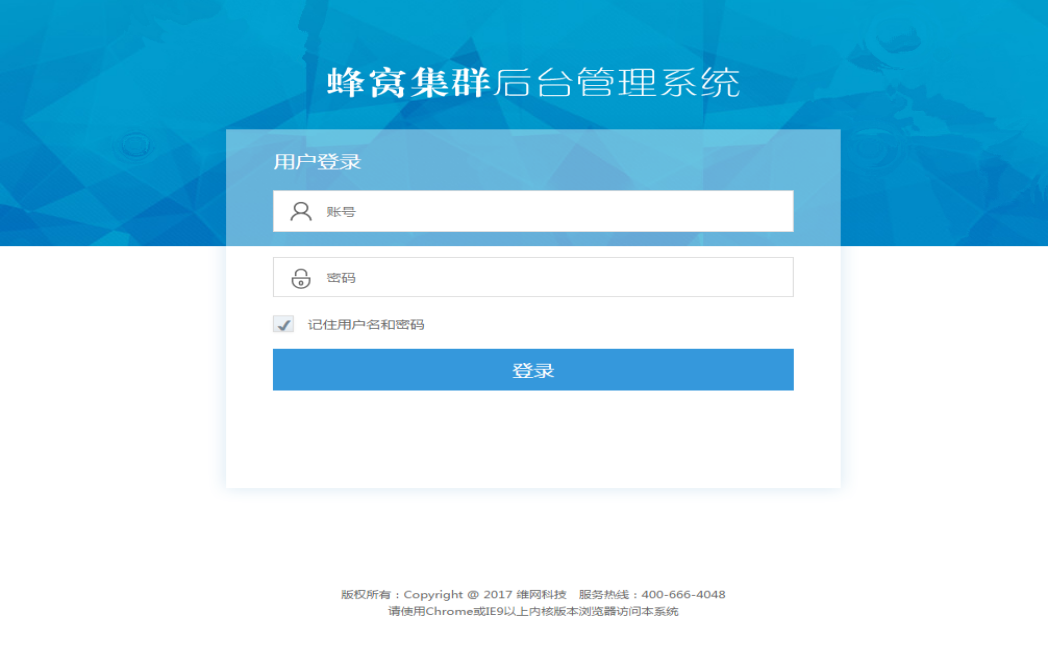 蜂窝集群后台管理系统
用户登录
账号
密码
记住用户名和密码
登录
版权所有：Copyright @ 2017 维网科技 服务热线：400-666-4048
请使用Chrome或IE9以上内核版本浏览器访问本系统